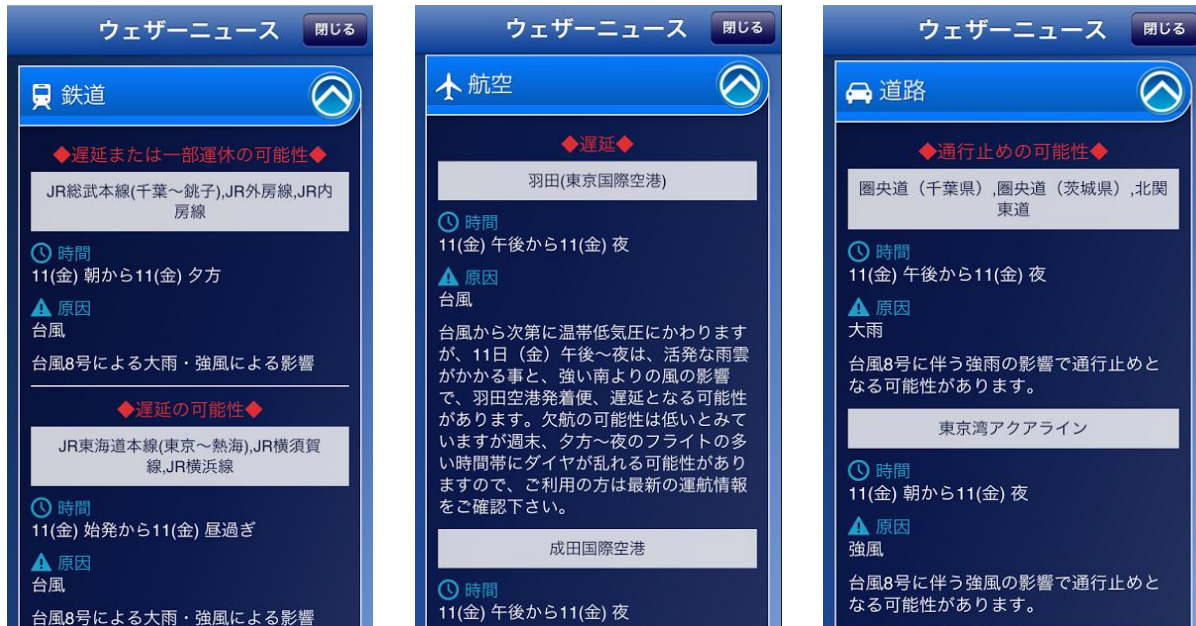 ウェザーニュース 閉じる
鉄道
◆遅延または一部運休の可能性◆
JR総武本線(千葉〜銚子),JR外房線,JR内
房線
時間
11(金) 朝から11(金) 夕方
原因
台風
台風8号による大雨・強風による影響
◆遅延の可能性◆
JR東海道本線(東京〜熱海),JR横須賀
線,JR横浜線
時間
11(金) 始発から11(金) 昼過ぎ
原因
台風
台風8号による大雨・強風による影響
ウェザーニュース 閉じる
航空
◆遅延◆
羽田(東京国際空港)
時間
11(金) 午後から11(金) 夜
原因
台風
台風から次第に温帯低気圧にかわります
が、11日（金）午後〜夜は、活発な雨雲
がかかる事と、強い南よりの風の影響
で、羽田空港発着便、遅延となる可能性
があります。欠航の可能性は低いとみて
いますが週末、夕方〜夜のフライトの多
い時間帯にダイヤが乱れる可能性があり
ますので、ご利用の方は最新の運航情報
をご確認下さい。
成田国際空港
時間
11(金) 午後から11(金) 夜
ウェザーニュース 閉じる
道路
◆通行止めの可能性◆
圏央道（千葉県）,圏央道（茨城県）,北関
東道
時間
11(金) 午後から11(金) 夜
原因
大雨
台風8号に伴う強雨の影響で通行止めと
なる可能性があります。
東京湾アクアライン
時間
11(金) 朝から11(金) 夜
原因
強風
台風8号に伴う強風の影響で通行止めと
なる可能性があります。